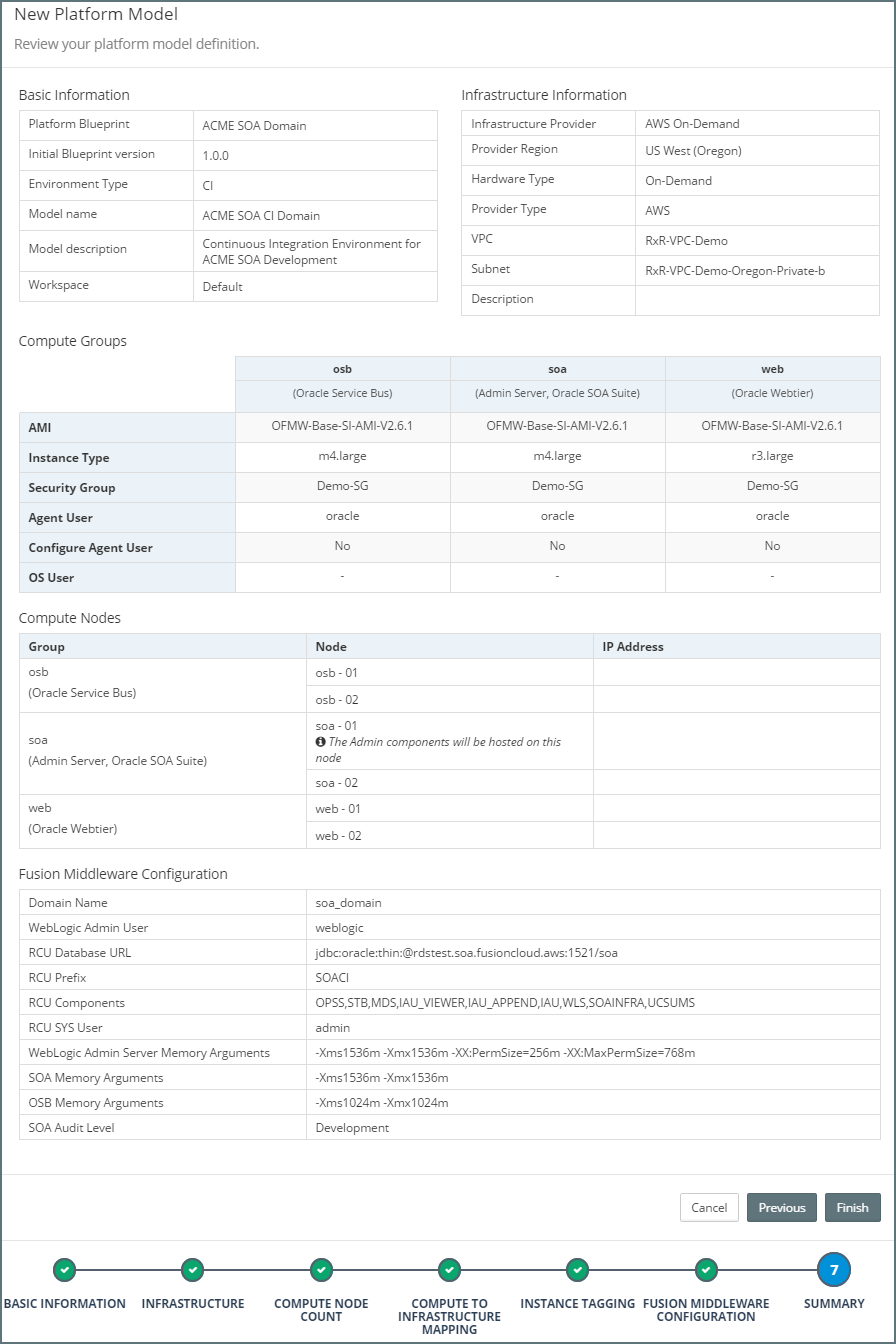 New Platform Model
Review your platform model definition.
Basic Information
Platform Blueprint ACME SOA Domain
Initial Blueprint version 1.0.0
Environment Type CI
Model name ACME SOA CI Domain
Model description Continuous Integration Environment for
ACME SOA Development
Workspace Default
Infrastructure Information
Infrastructure Provider AWS On-Demand
Provider Region US West (Oregon)
Hardware Type On-Demand
Provider Type AWS
VPC RxR-VPC-Demo
Subnet RxR-VPC-Demo-Oregon-Private-b
Description
Compute Groups
osb soa web
(Oracle Service Bus) (Admin Server, Oracle SOA Suite) (Oracle Webtier)
AMI OFMW-Base-SI-AMI-V2.6.1 OFMW-Base-SI-AMI-V2.6.1 OFMW-Base-SI-AMI-V2.6.1
Instance Type m4.large m4.large r3.large
Security Group Demo-SG Demo-SG Demo-SG
Agent User oracle oracle oracle
Configure Agent User No No No
OS User - - -
Compute Nodes
Group Node IP Address
osb
(Oracle Service Bus)
osb - 01
osb - 02
soa
(Admin Server, Oracle SOA Suite)
soa - 01
The Admin components will be hosted on this
node
soa - 02
web
(Oracle Webtier)
web - 01
web - 02
Fusion Middleware Configuration
Domain Name soa_domain
WebLogic Admin User weblogic
RCU Database URL jdbc:oracle:thin:@rdstest.soa.fusioncloud.aws:1521/soa
RCU Prefix SOACI
RCU Components OPSS,STB,MDS,IAU_VIEWER,IAU_APPEND,IAU,WLS,SOAINFRA,UCSUMS
RCU SYS User admin
WebLogic Admin Server Memory Arguments -Xms1536m -Xmx1536m -XX:PermSize=256m -XX:MaxPermSize=768m
SOA Memory Arguments -Xms1536m -Xmx1536m
OSB Memory Arguments -Xms1024m -Xmx1024m
SOA Audit Level Development
Cancel Previous Finish
7
BASIC INFORMATION
INFRASTRUCTURE
COMPUTE NODE
COUNT
COMPUTE TO
INFRASTRUCTURE
MAPPING
INSTANCE TAGGING
FUSION MIDDLEWARE
CONFIGURATION
SUMMARY